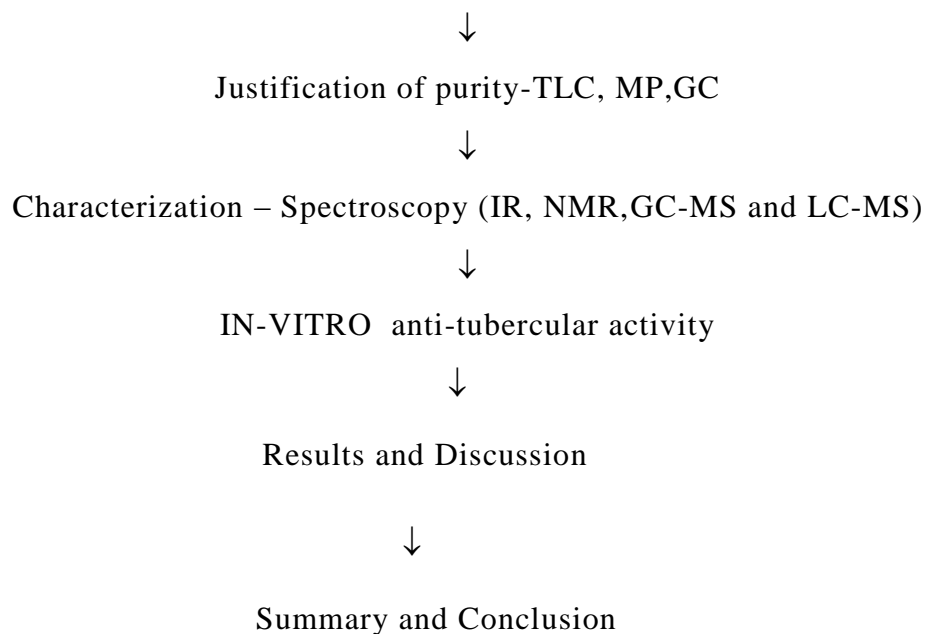 ↓
Justification of purity-TLC, MP,GC
↓
Characterization – Spectroscopy (IR, NMR,GC-MS and LC-MS)
↓
IN-VITRO  anti-tubercular activity
↓
Results and Discussion
↓
Summary and Conclusion